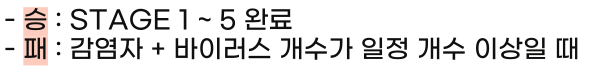 - 승 : STAGE 1 ~ 5 완료
- 패 : 감염자 + 바이러스 개수가 일정 개수 이상일 때